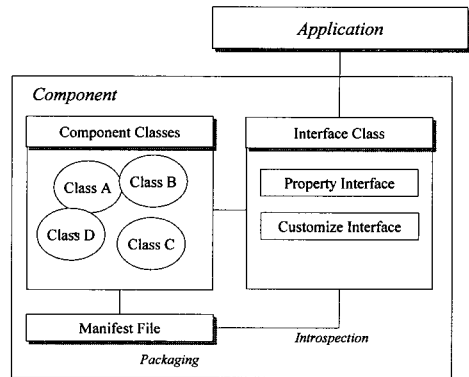 Application
Component
Component Classes
Interface Class
Class A
Class B
Class D
Class C
Property Interface
Customize Interface
Manifest File
Packaging
Introspection